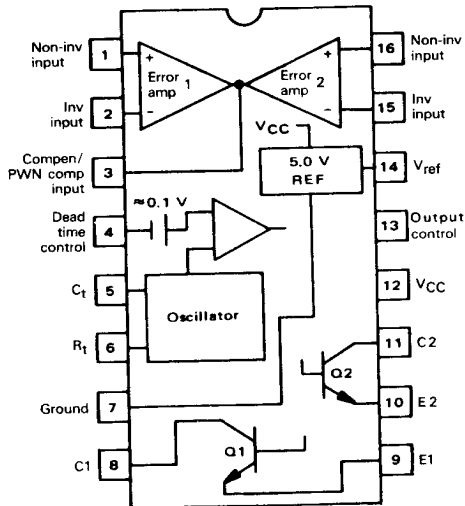 Non-inv
input
1
+
Error
amp 1
Error
amp 2
+
16
Non-inv
input
Inv
input
2
–
–
15
Inv
input
Compen/
PWN comp
input
3
VCC
5.0 V
REF
14
Vref
Dead
time
control
4
≈0.1 V
13
Output
control
Ct
5
Oscillator
12
VCC
Rt
6
Q2
11
C2
Ground
7
10
E2
C1
8
Q1
9
E1